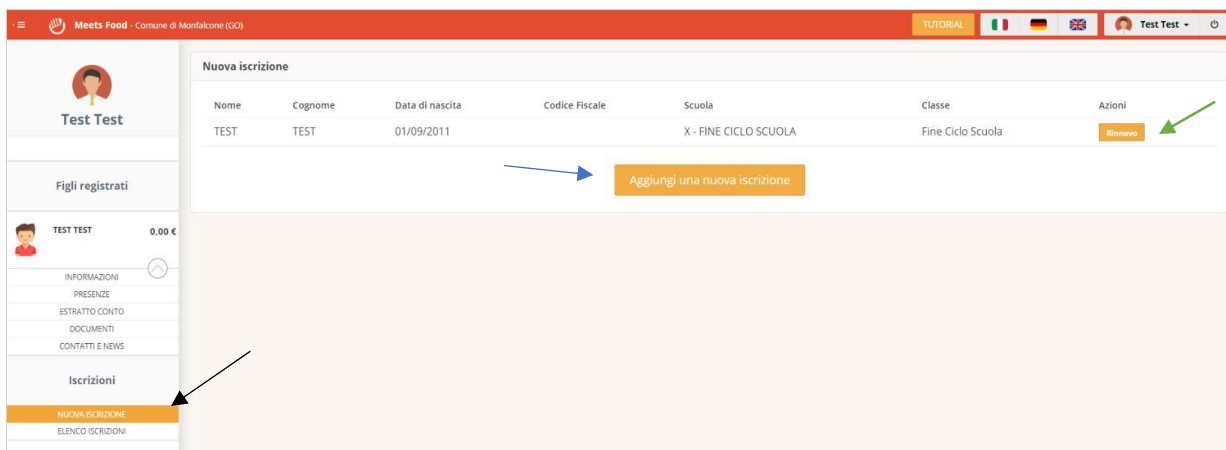 Meets Food - Comune di Monfalcone (GO)
TUTORIAL
Test Test
Test Test
Figli registrati
TEST TEST 0,00 €
INFORMAZIONI
PRESENZE
ESTRATTO CONTO
DOCUMENTI
CONTATTI E NEWS
Iscrizioni
NUOVA ISCRIZIONE
ELENCO ISCRIZIONI
Nuova iscrizione
Nome Cognome Data di nascita Codice Fiscale Scuola Classe Azioni
TEST TEST 01/09/2011 X - FINE CICLO SCUOLA Fine Ciclo Scuola Rinnovo
Aggiungi una nuova iscrizione